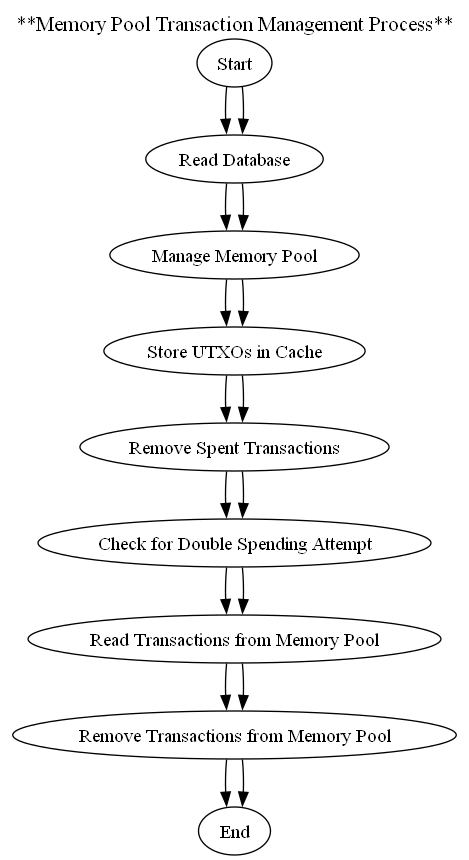 **Memory Pool Transaction Management Process**
Start
Read Database
Manage Memory Pool
Store UTXOs in Cache
Remove Spent Transactions
Check for Double Spending Attempt
Read Transactions from Memory Pool
Remove Transactions from Memory Pool
End